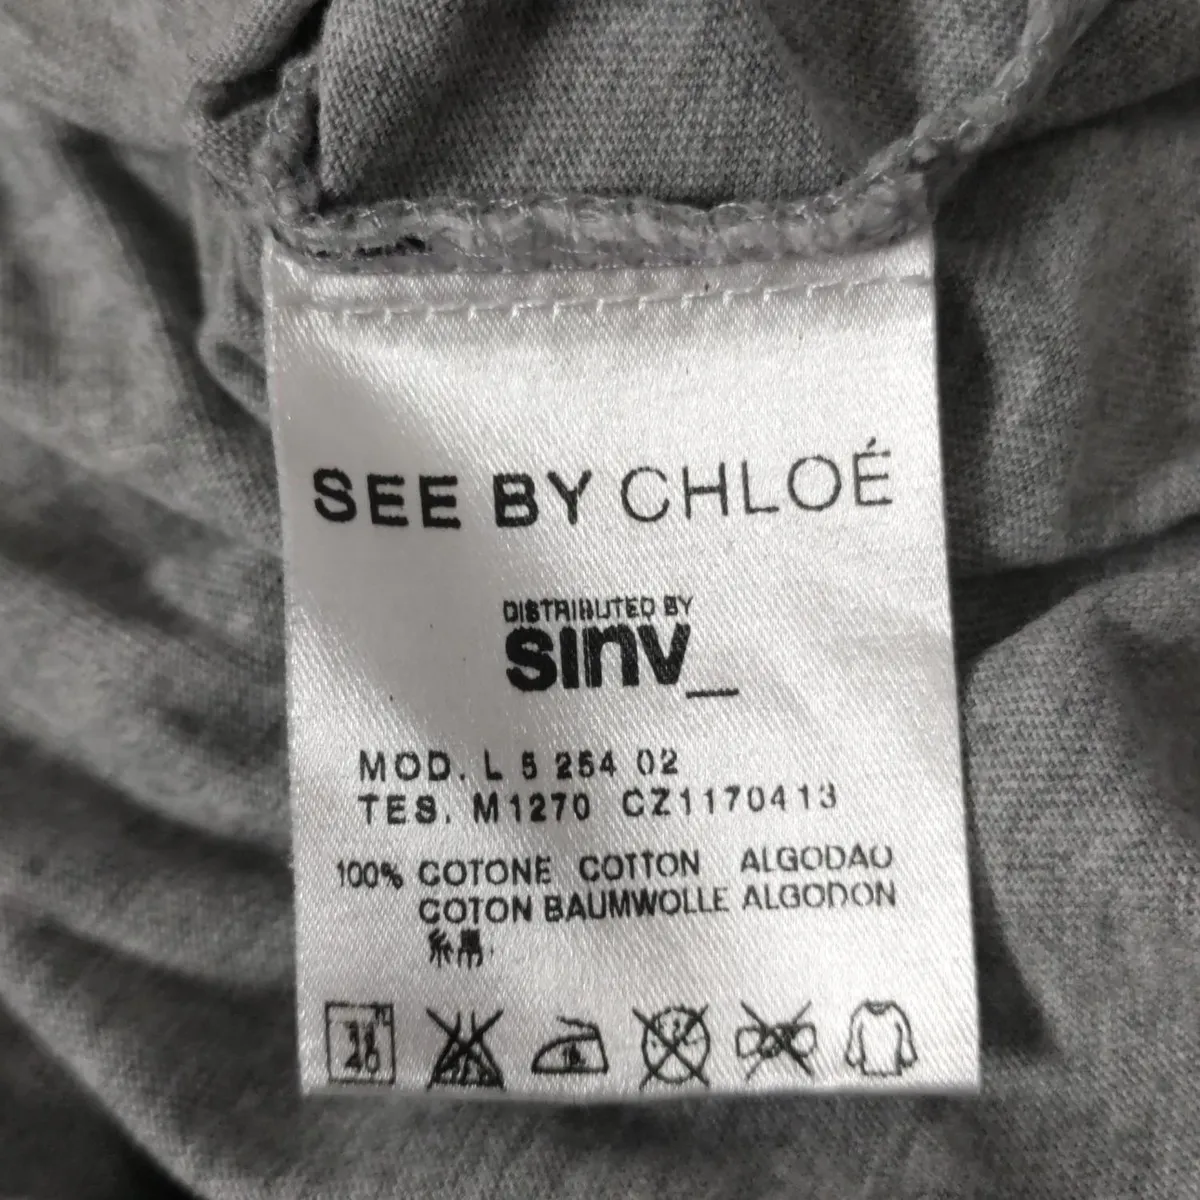 SEE BY CHLOÉ
DISTRIBUTED BY
sinv_
MOD. L 5 254 02
TES. M1270 CZ1170413
100% COTONE COTTON ALGODAO
COTON BAUMWOLLE ALGODON
40